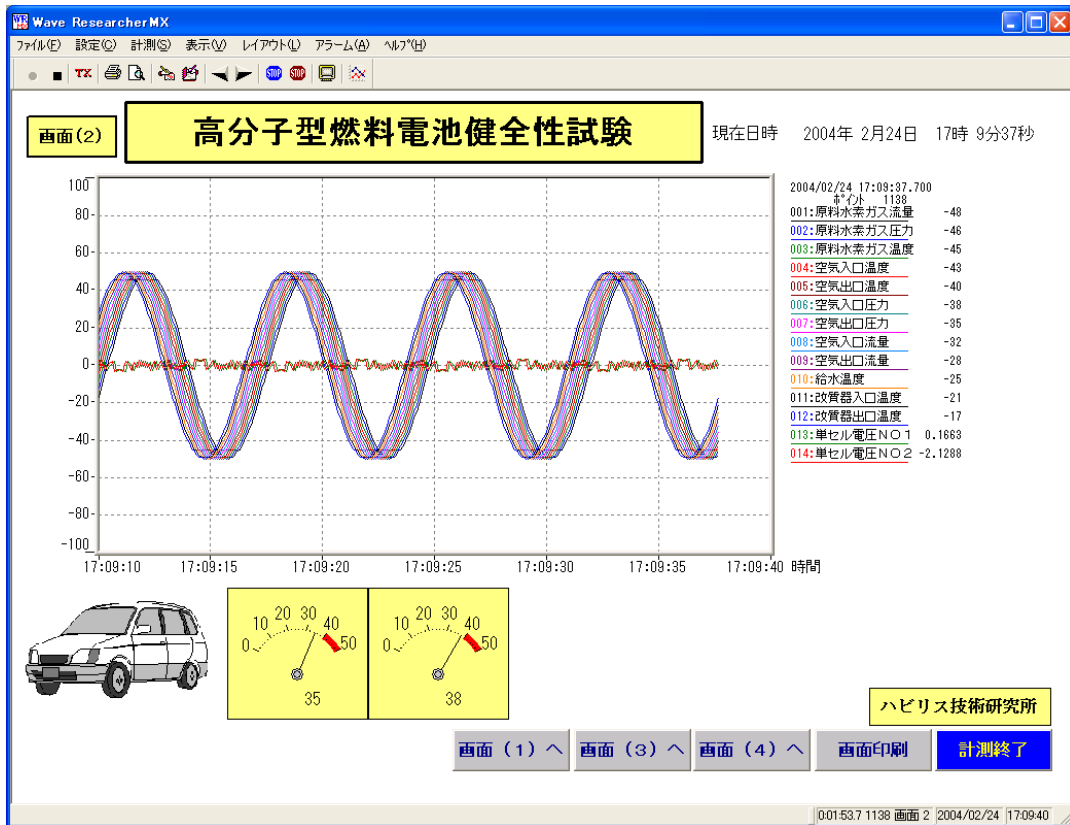 Wave ResearcherMX
ファイル(F) 設定(C) 計測(S) 表示(V) レイアウト(L) アラーム(A) ヘルプ(H)
TX STOP STOP
画面(2)
高分子型燃料電池健全性試験
現在日時 2004年 2月24日 17時 9分37秒
100
80
60
40
20
0
-20
-40
-60
-80
-100
17:09:10 17:09:15 17:09:20 17:09:25 17:09:30 17:09:35 17:09:40 時間
2004/02/24 17:09:37.700
ポイント 1138
001:原料水素ガス流量 -48
002:原料水素ガス圧力 -46
003:原料水素ガス温度 -45
004:空気入口温度 -43
005:空気出口温度 -40
006:空気入口圧力 -38
007:空気出口圧力 -35
008:空気入口流量 -32
009:空気出口流量 -28
010:給水温度 -25
011:改質器入口温度 -21
012:改質器出口温度 -17
013:単セル電圧NO1 0.1663
014:単セル電圧NO2 -2.1288
0 10 20 30 40 50
35
0 10 20 30 40 50
38
ハビリス技術研究所
画面(1)へ 画面(3)へ 画面(4)へ 画面印刷 計測終了
0:01:53.7 1138 画面 2 2004/02/24 17:09:40